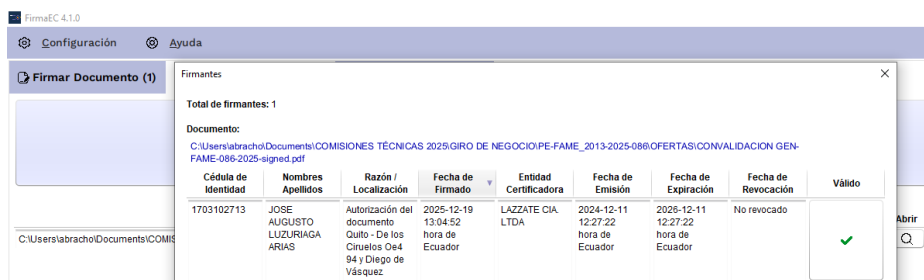 FirmaEC 4.1.0
Configuración Ayuda
Firmar Documento (1)
Firmantes
Total de firmantes: 1
Documento:
C:\Users\abracho\Documents\COMISIONES TÉCNICAS 2025\GIRO DE NEGOCIO\PE-FAME_2013-2025-086\OFERTAS\CONVALIDACION GEN-
FAME-086-2025-signed.pdf
Cédula de Identidad Nombres Apellidos Razón / Localización Fecha de Firmado Entidad Certificadora Fecha de Emisión Fecha de Expiración Fecha de Revocación Válido
1703102713 JOSE AUGUSTO LUZURIAGA ARIAS Autorización del documento Quito - De los Ciruelos Oe4 94 y Diego de Vásquez 2025-12-19 13:04:52 hora de Ecuador LAZZATE CIA. LTDA 2024-12-11 12:27:22 hora de Ecuador 2026-12-11 12:27:22 hora de Ecuador No revocado
Abrir
C:\Users\abracho\Documents\COMIS